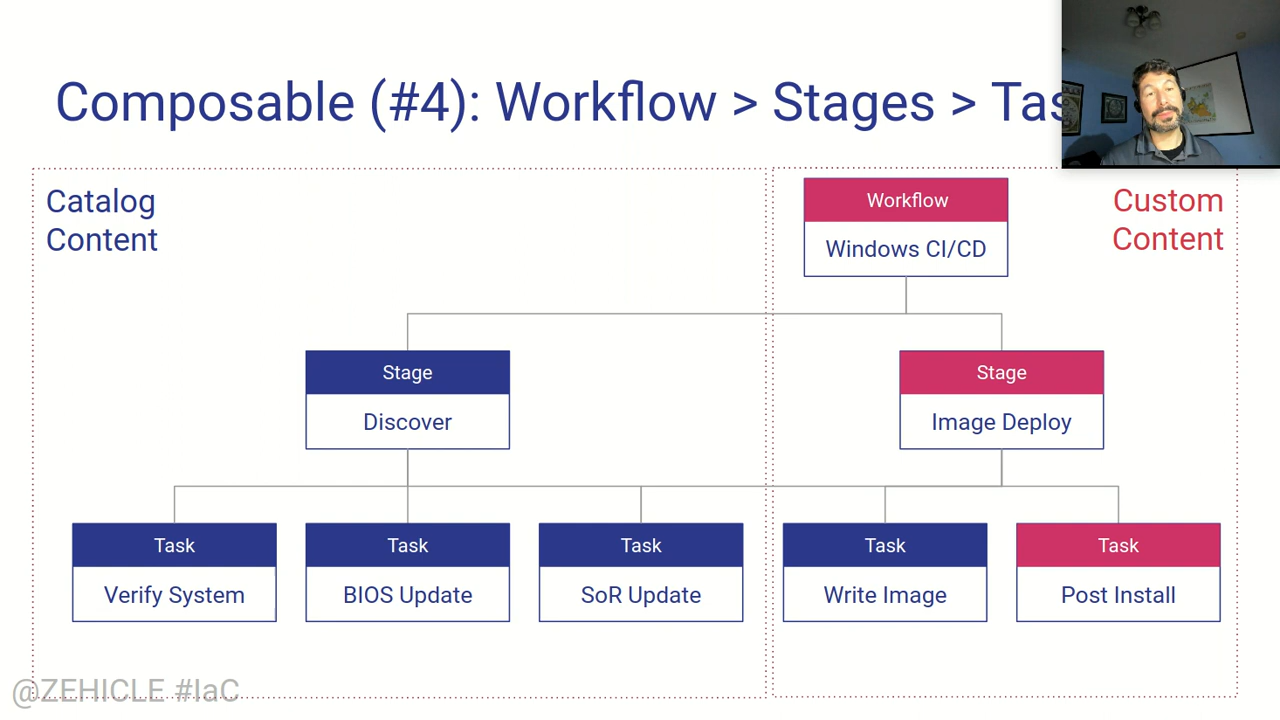 Composable (#4): Workflow > Stages >
Catalog
Content
Custom
Content
Workflow
Windows CI/CD
Stage
Discover
Stage
Image Deploy
Task
Verify System
Task
BIOS Update
Task
SoR Update
Task
Write Image
Task
Post Install
@ZEHICLE #IaC